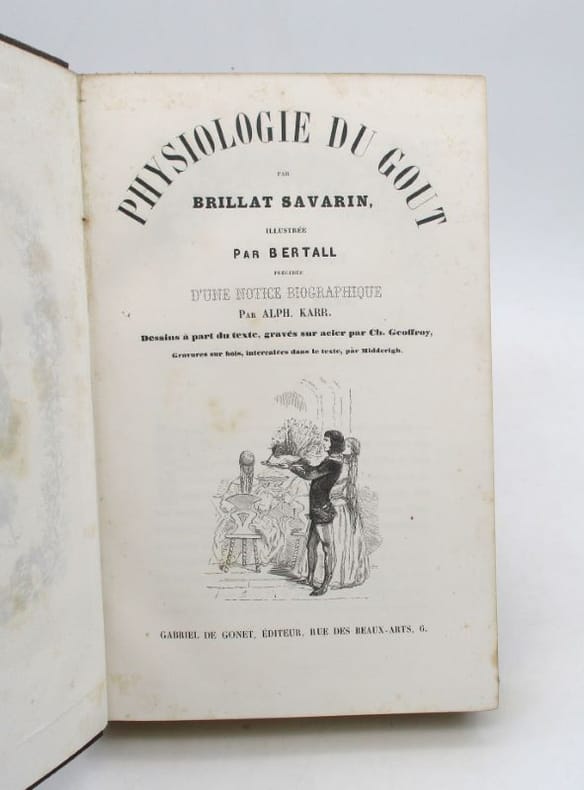 PHYSIOLOGIE DU GOUT
PAR
BRILLAT SAVARIN,
ILLUSTRÉE
PAR BERTALL
PRÉCÉDÉE
D'UNE NOTICE BIOGRAPHIQUE
PAR ALPH. KARR.
Dessins à part du texte, gravés sur acier par Ch. Geoffroy,
Gravures sur bois, intercalées dans le texte, par Midderigh.
GABRIEL DE GONET, ÉDITEUR, RUE DES BEAUX-ARTS, 6.